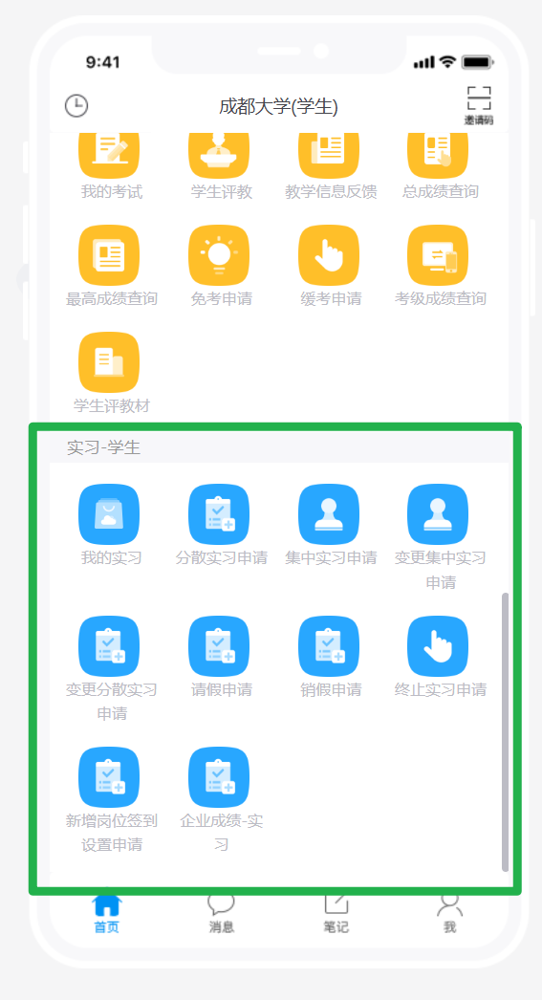 9:41
成都大学(学生)
邀请码
我的考试
学生评教
教学信息反馈
总成绩查询
最高成绩查询
免考申请
缓考申请
考级成绩查询
学生评教材
实习-学生
我的实习
分散实习申请
集中实习申请
变更集中实习
申请
变更分散实习
申请
请假申请
销假申请
终止实习申请
新增岗位签到
设置申请
企业成绩-实
习
首页
消息
笔记
我